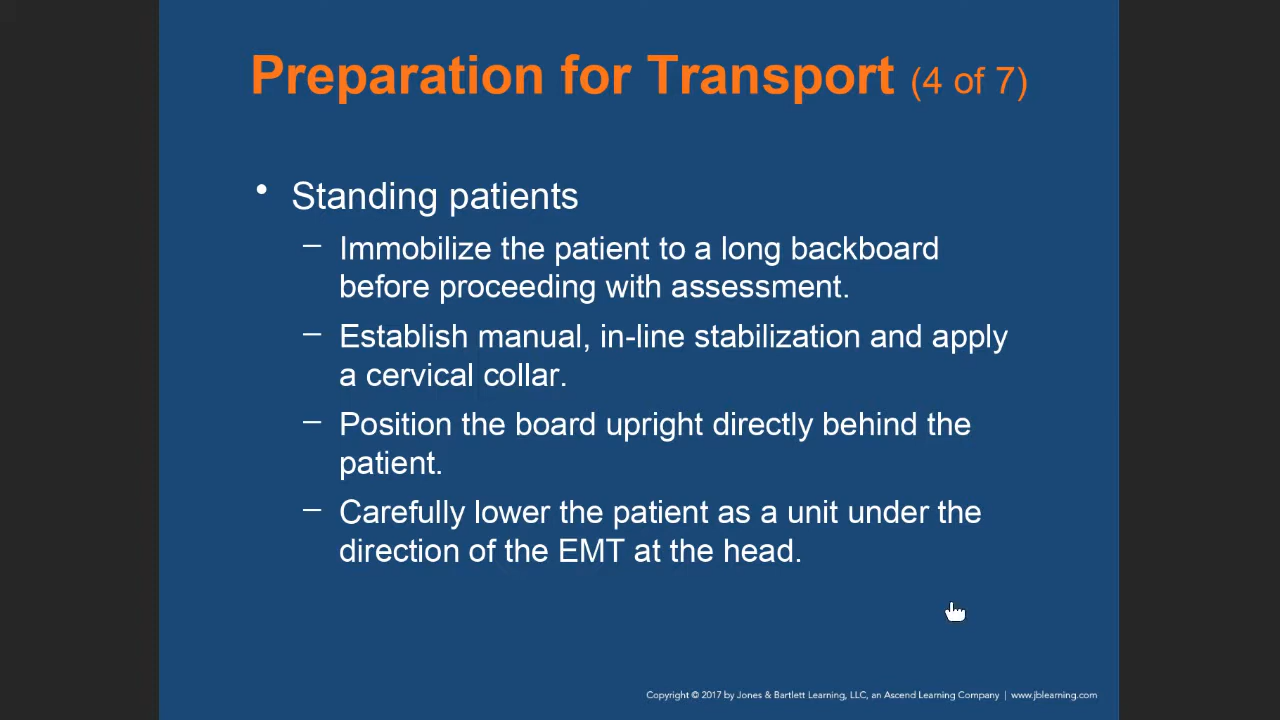 Preparation for Transport (4 of 7)
• Standing patients
– Immobilize the patient to a long backboard
before proceeding with assessment.
– Establish manual, in-line stabilization and apply
a cervical collar.
– Position the board upright directly behind the
patient.
– Carefully lower the patient as a unit under the
direction of the EMT at the head.
Copyright © 2017 by Jones & Bartlett Learning, LLC, an Ascend Learning Company | www.jblearning.com